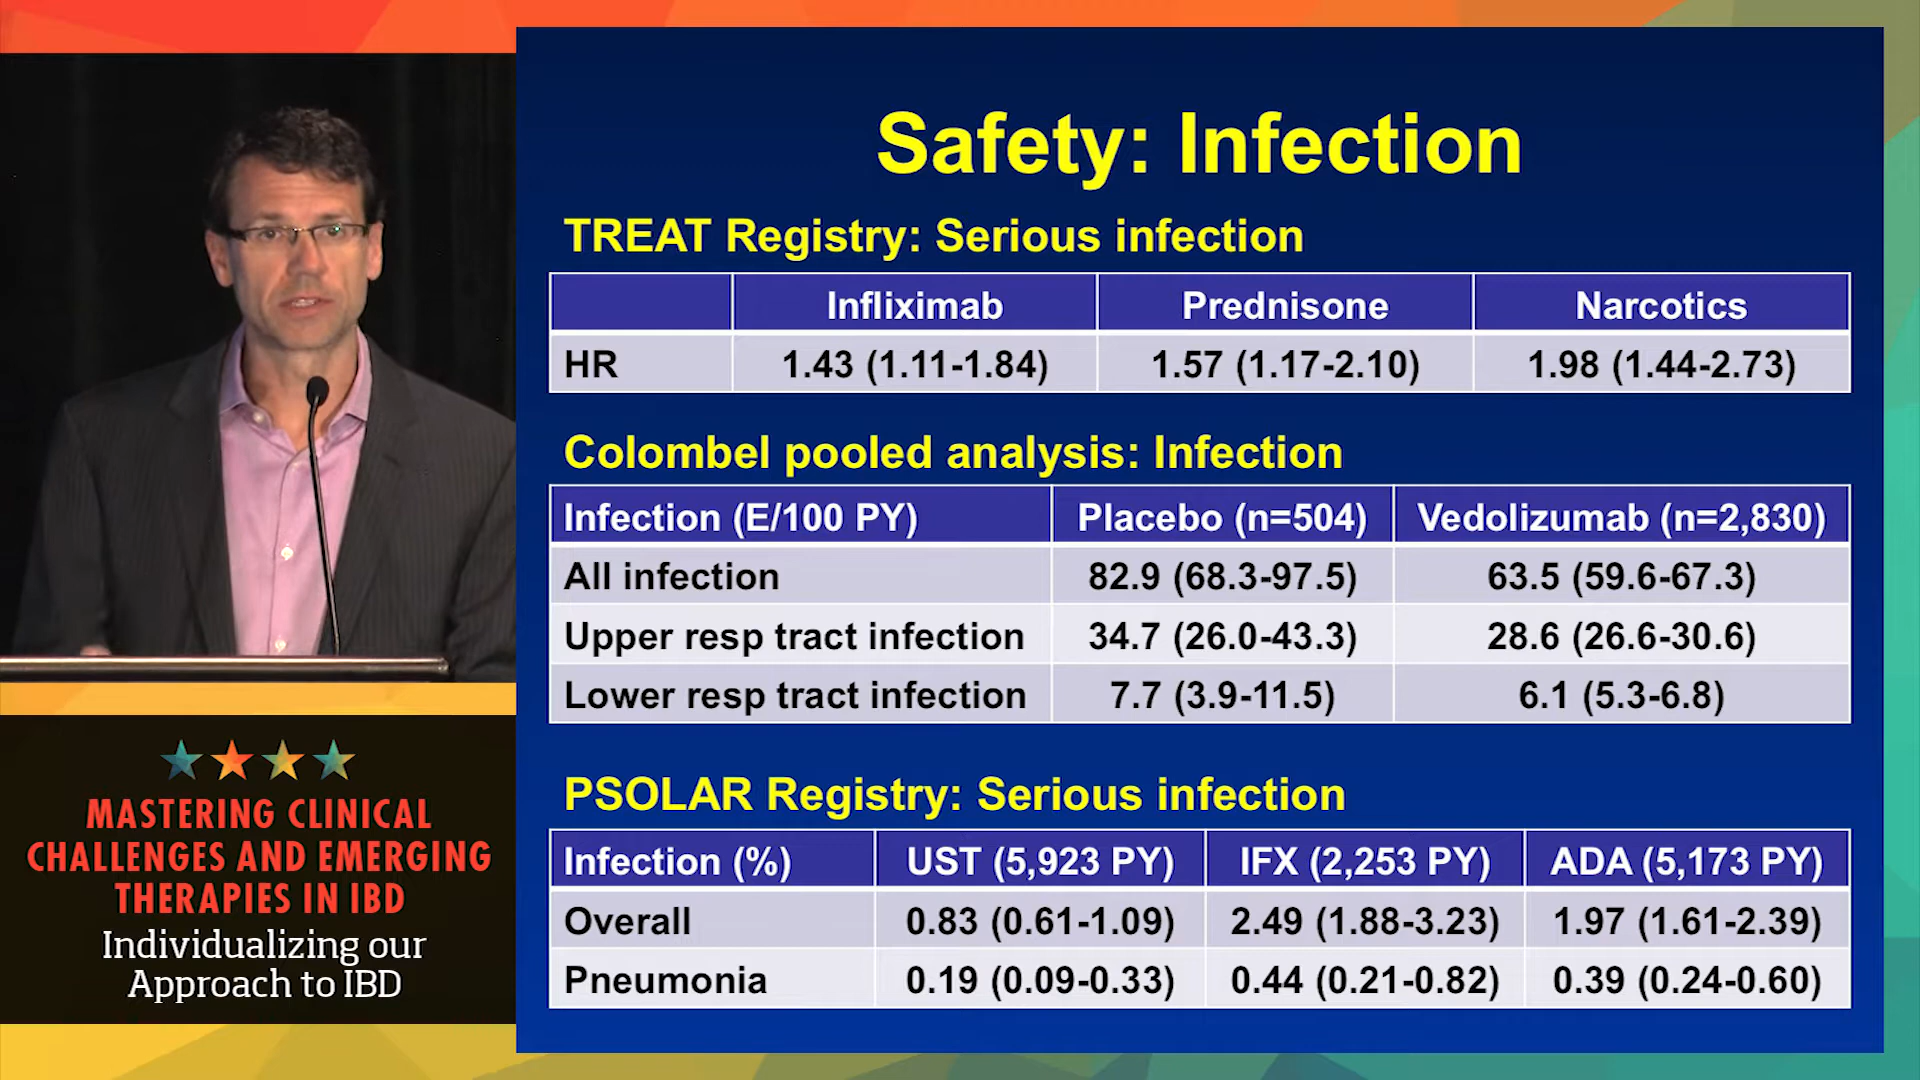 Safety: Infection
TREAT Registry: Serious infection
Infliximab Prednisone Narcotics
HR 1.43 (1.11-1.84) 1.57 (1.17-2.10) 1.98 (1.44-2.73)
Colombel pooled analysis: Infection
Infection (E/100 PY) Placebo (n=504) Vedolizumab (n=2,830)
All infection 82.9 (68.3-97.5) 63.5 (59.6-67.3)
Upper resp tract infection 34.7 (26.0-43.3) 28.6 (26.6-30.6)
Lower resp tract infection 7.7 (3.9-11.5) 6.1 (5.3-6.8)
PSOLAR Registry: Serious infection
Infection (%) UST (5,923 PY) IFX (2,253 PY) ADA (5,173 PY)
Overall 0.83 (0.61-1.09) 2.49 (1.88-3.23) 1.97 (1.61-2.39)
Pneumonia 0.19 (0.09-0.33) 0.44 (0.21-0.82) 0.39 (0.24-0.60)
MASTERING CLINICAL
CHALLENGES AND EMERGING
THERAPIES IN IBD
Individualizing our
Approach to IBD